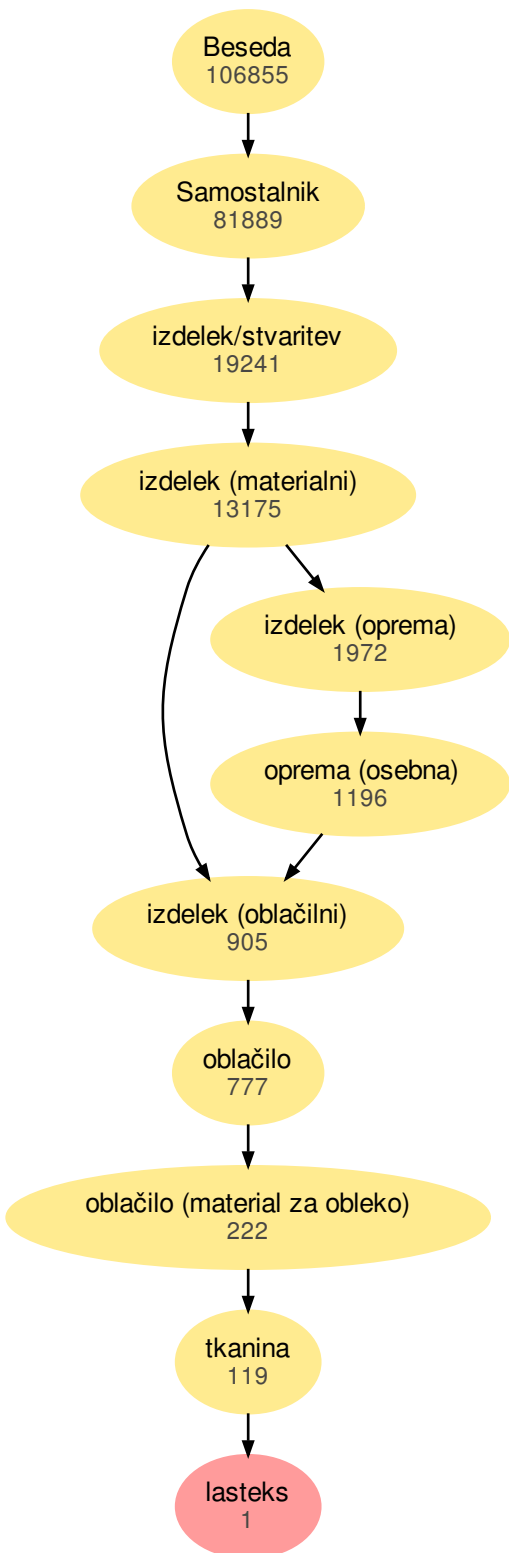 Beseda
106855
Samostalnik
81889
izdelek/stvaritev
19241
izdelek (materialni)
13175
izdelek (oprema)
1972
oprema (osebna)
1196
izdelek (oblačilni)
905
oblačilo
777
oblačilo (material za obleko)
222
tkanina
119
lasteks
1